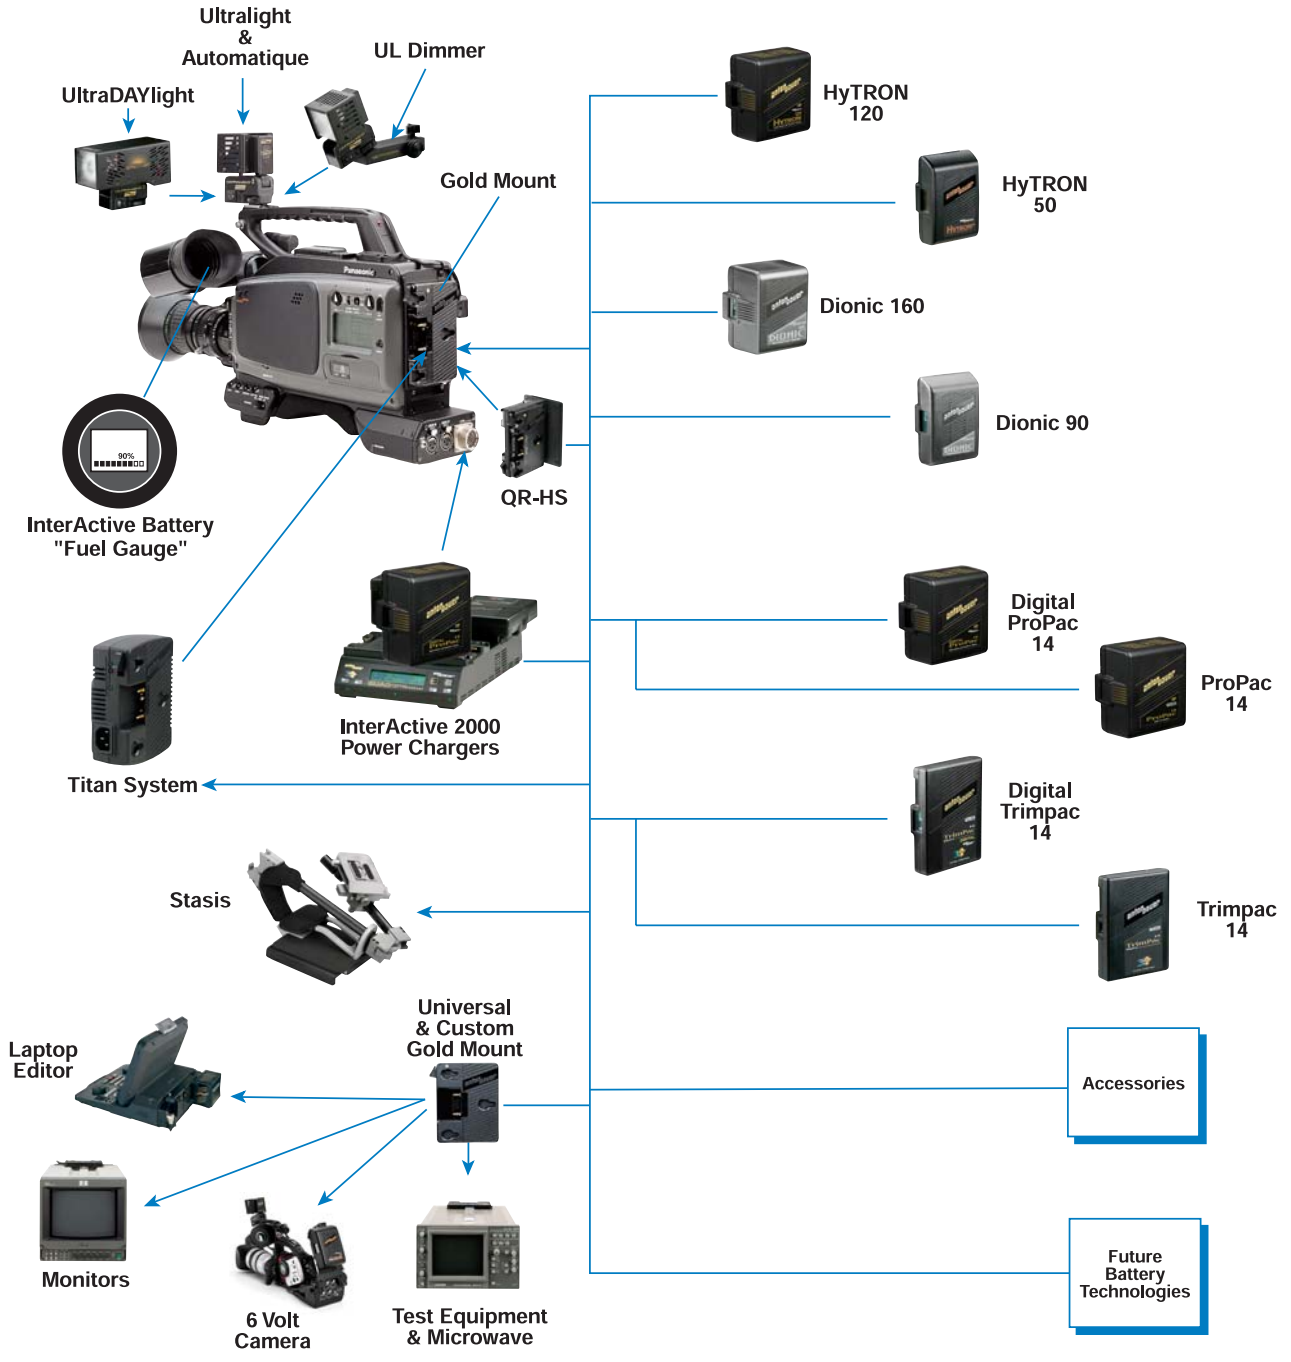 Ultralight
&
Automatique
UL Dimmer
UltraDAYlight
Gold Mount
Panasonic
HyTRON
120
HyTRON
50
Dionic 160
Dionic 90
90%
InterActive Battery
"Fuel Gauge"
QR-HS
InterActive 2000
Power Chargers
Titan System
Digital
ProPac
14
ProPac
14
Digital
Trimpac
14
Trimpac
14
Stasis
Universal
& Custom
Gold Mount
Laptop
Editor
Monitors
6 Volt
Camera
Test Equipment
& Microwave
Accessories
Future
Battery
Technologies